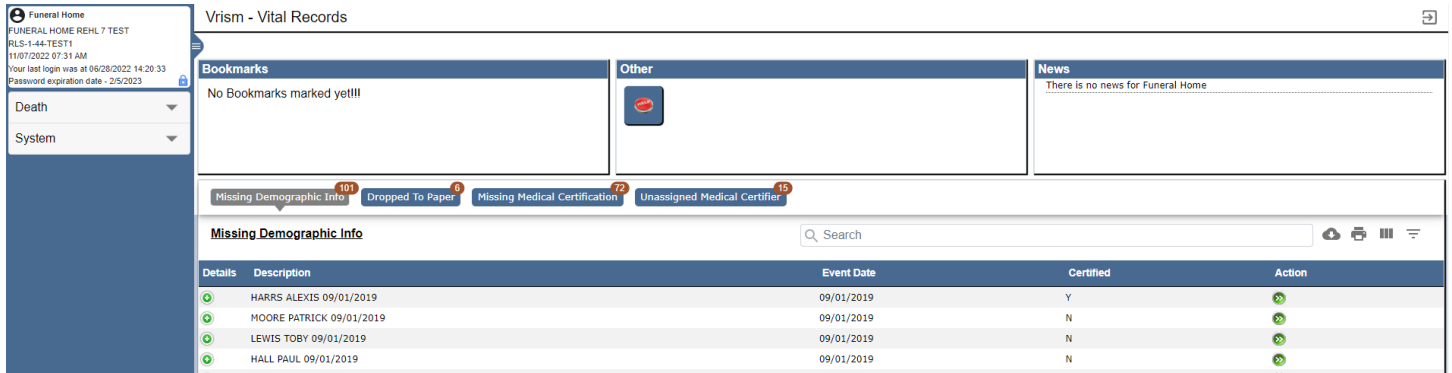 Funeral Home
FUNERAL HOME REHL 7 TEST
RLS-1-44-TEST1
11/07/2022 07:31 AM
Your last login was at 06/28/2022 14:20:33
Password expiration date - 2/5/2023
Death
System
Vrism - Vital Records
Bookmarks
No Bookmarks marked yet!!!
Other
News
There is no news for Funeral Home
Missing Demographic Info 101 Dropped To Paper 6 Missing Medical Certification 72 Unassigned Medical Certifier 15
Missing Demographic Info
Search
Details Description Event Date Certified Action
HARRS ALEXIS 09/01/2019 09/01/2019 Y
MOORE PATRICK 09/01/2019 09/01/2019 N
LEWIS TOBY 09/01/2019 09/01/2019 N
HALL PAUL 09/01/2019 09/01/2019 N